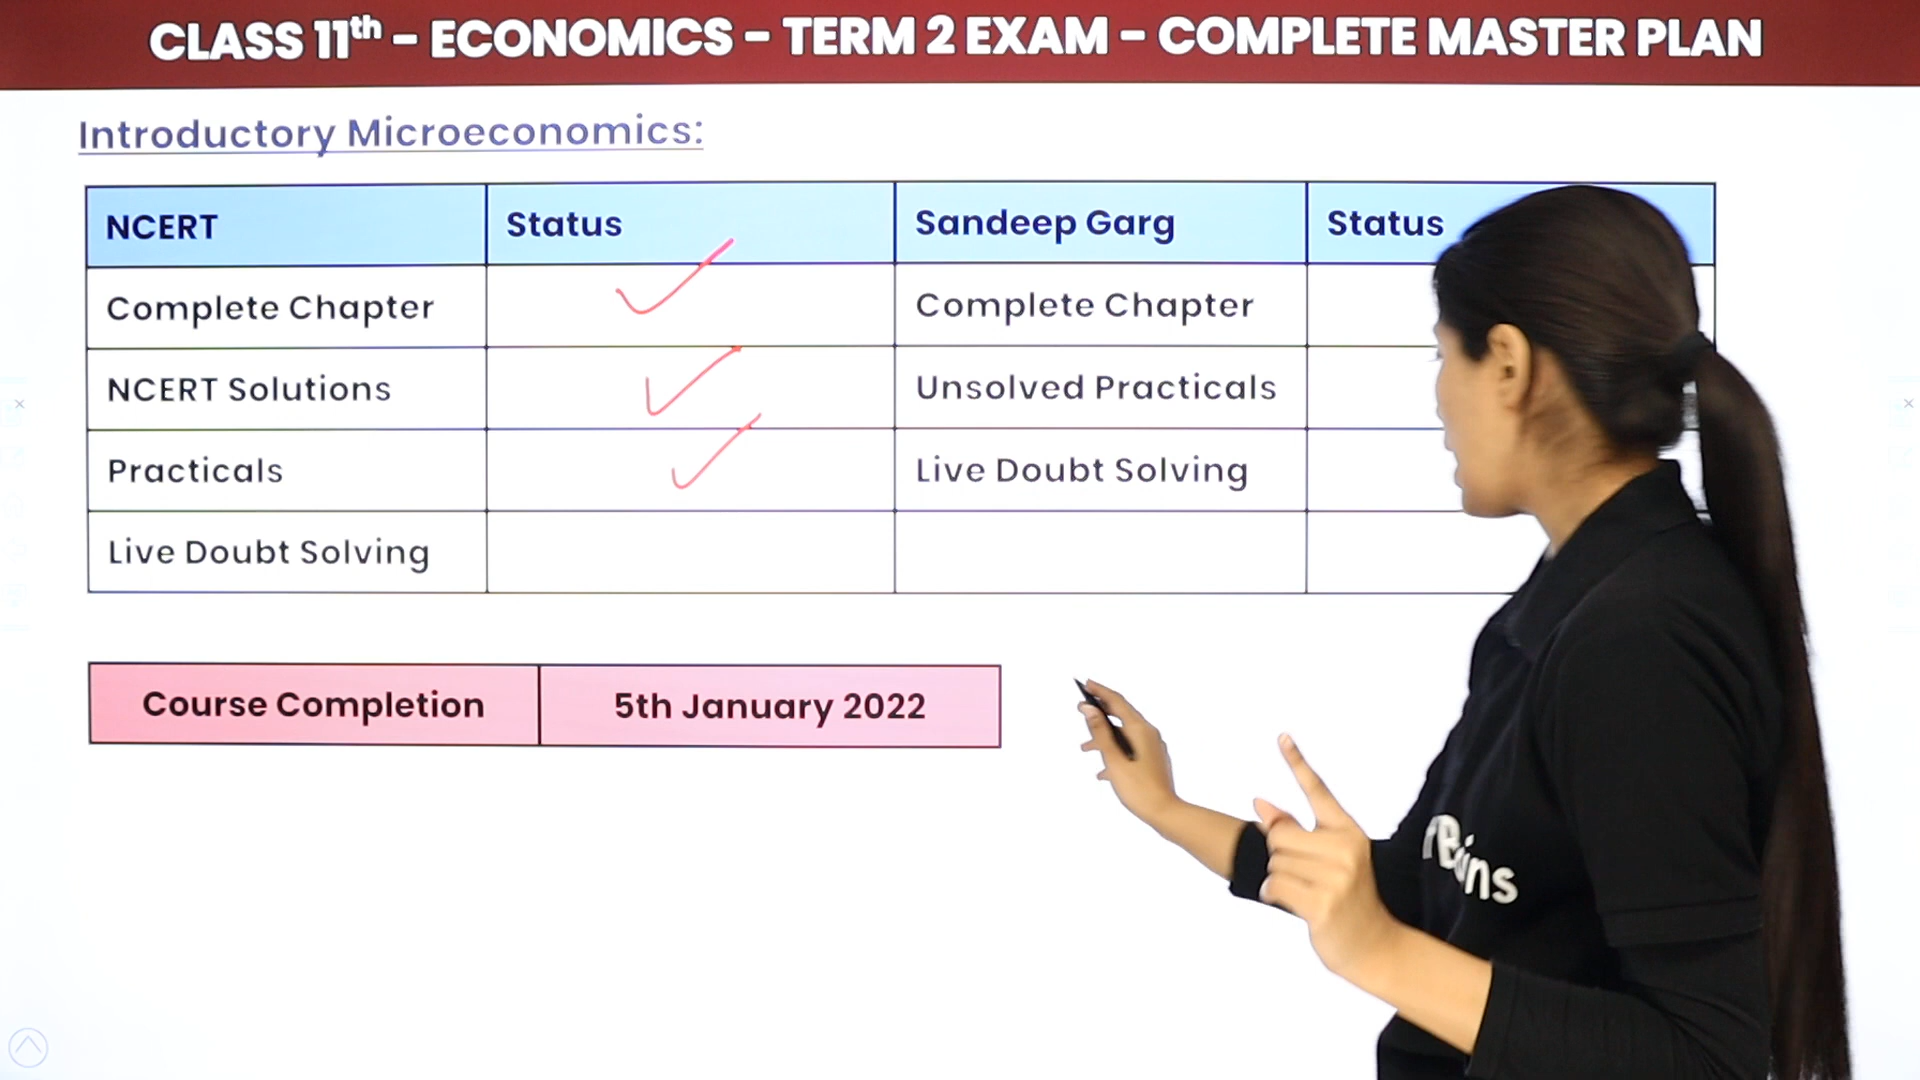 CLASS 11th - ECONOMICS - TERM 2 EXAM - COMPLETE MASTER PLAN
Introductory Microeconomics:
NCERT Status Sandeep Garg Status
Complete Chapter Complete Chapter
NCERT Solutions Unsolved Practicals
Practicals Live Doubt Solving
Live Doubt Solving
Course Completion 5th January 2022